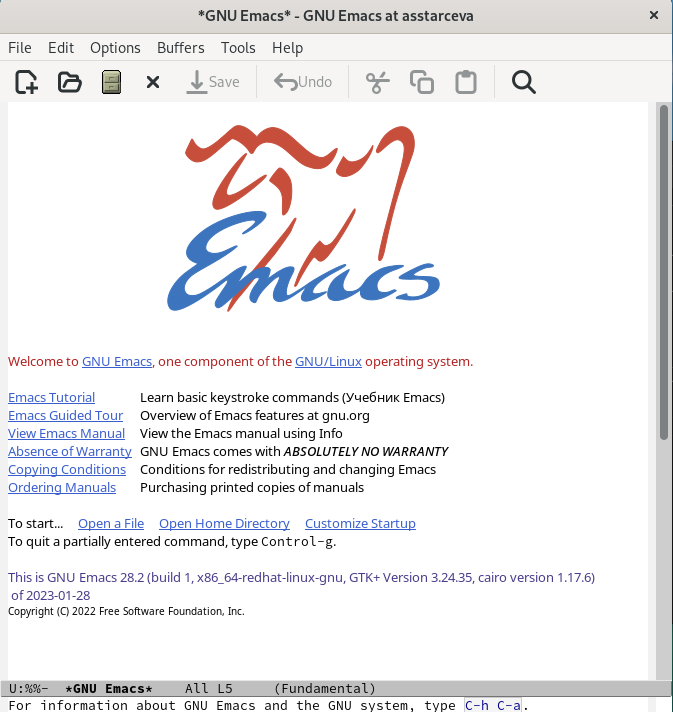 *GNU Emacs* - GNU Emacs at asstarceva
File Edit Options Buffers Tools Help
Save Undo
Emacs
Welcome to GNU Emacs, one component of the GNU/Linux operating system.
Emacs Tutorial Learn basic keystroke commands (Учебник Emacs)
Emacs Guided Tour Overview of Emacs features at gnu.org
View Emacs Manual View the Emacs manual using Info
Absence of Warranty GNU Emacs comes with ABSOLUTELY NO WARRANTY
Copying Conditions Conditions for redistributing and changing Emacs
Ordering Manuals Purchasing printed copies of manuals
To start... Open a File Open Home Directory Customize Startup
To quit a partially entered command, type Control-g.
This is GNU Emacs 28.2 (build 1, x86_64-redhat-linux-gnu, GTK+ Version 3.24.35, cairo version 1.17.6)
of 2023-01-28
Copyright (C) 2022 Free Software Foundation, Inc.
U:%%- *GNU Emacs* All L5 (Fundamental)
For information about GNU Emacs and the GNU system, type C-h C-a.